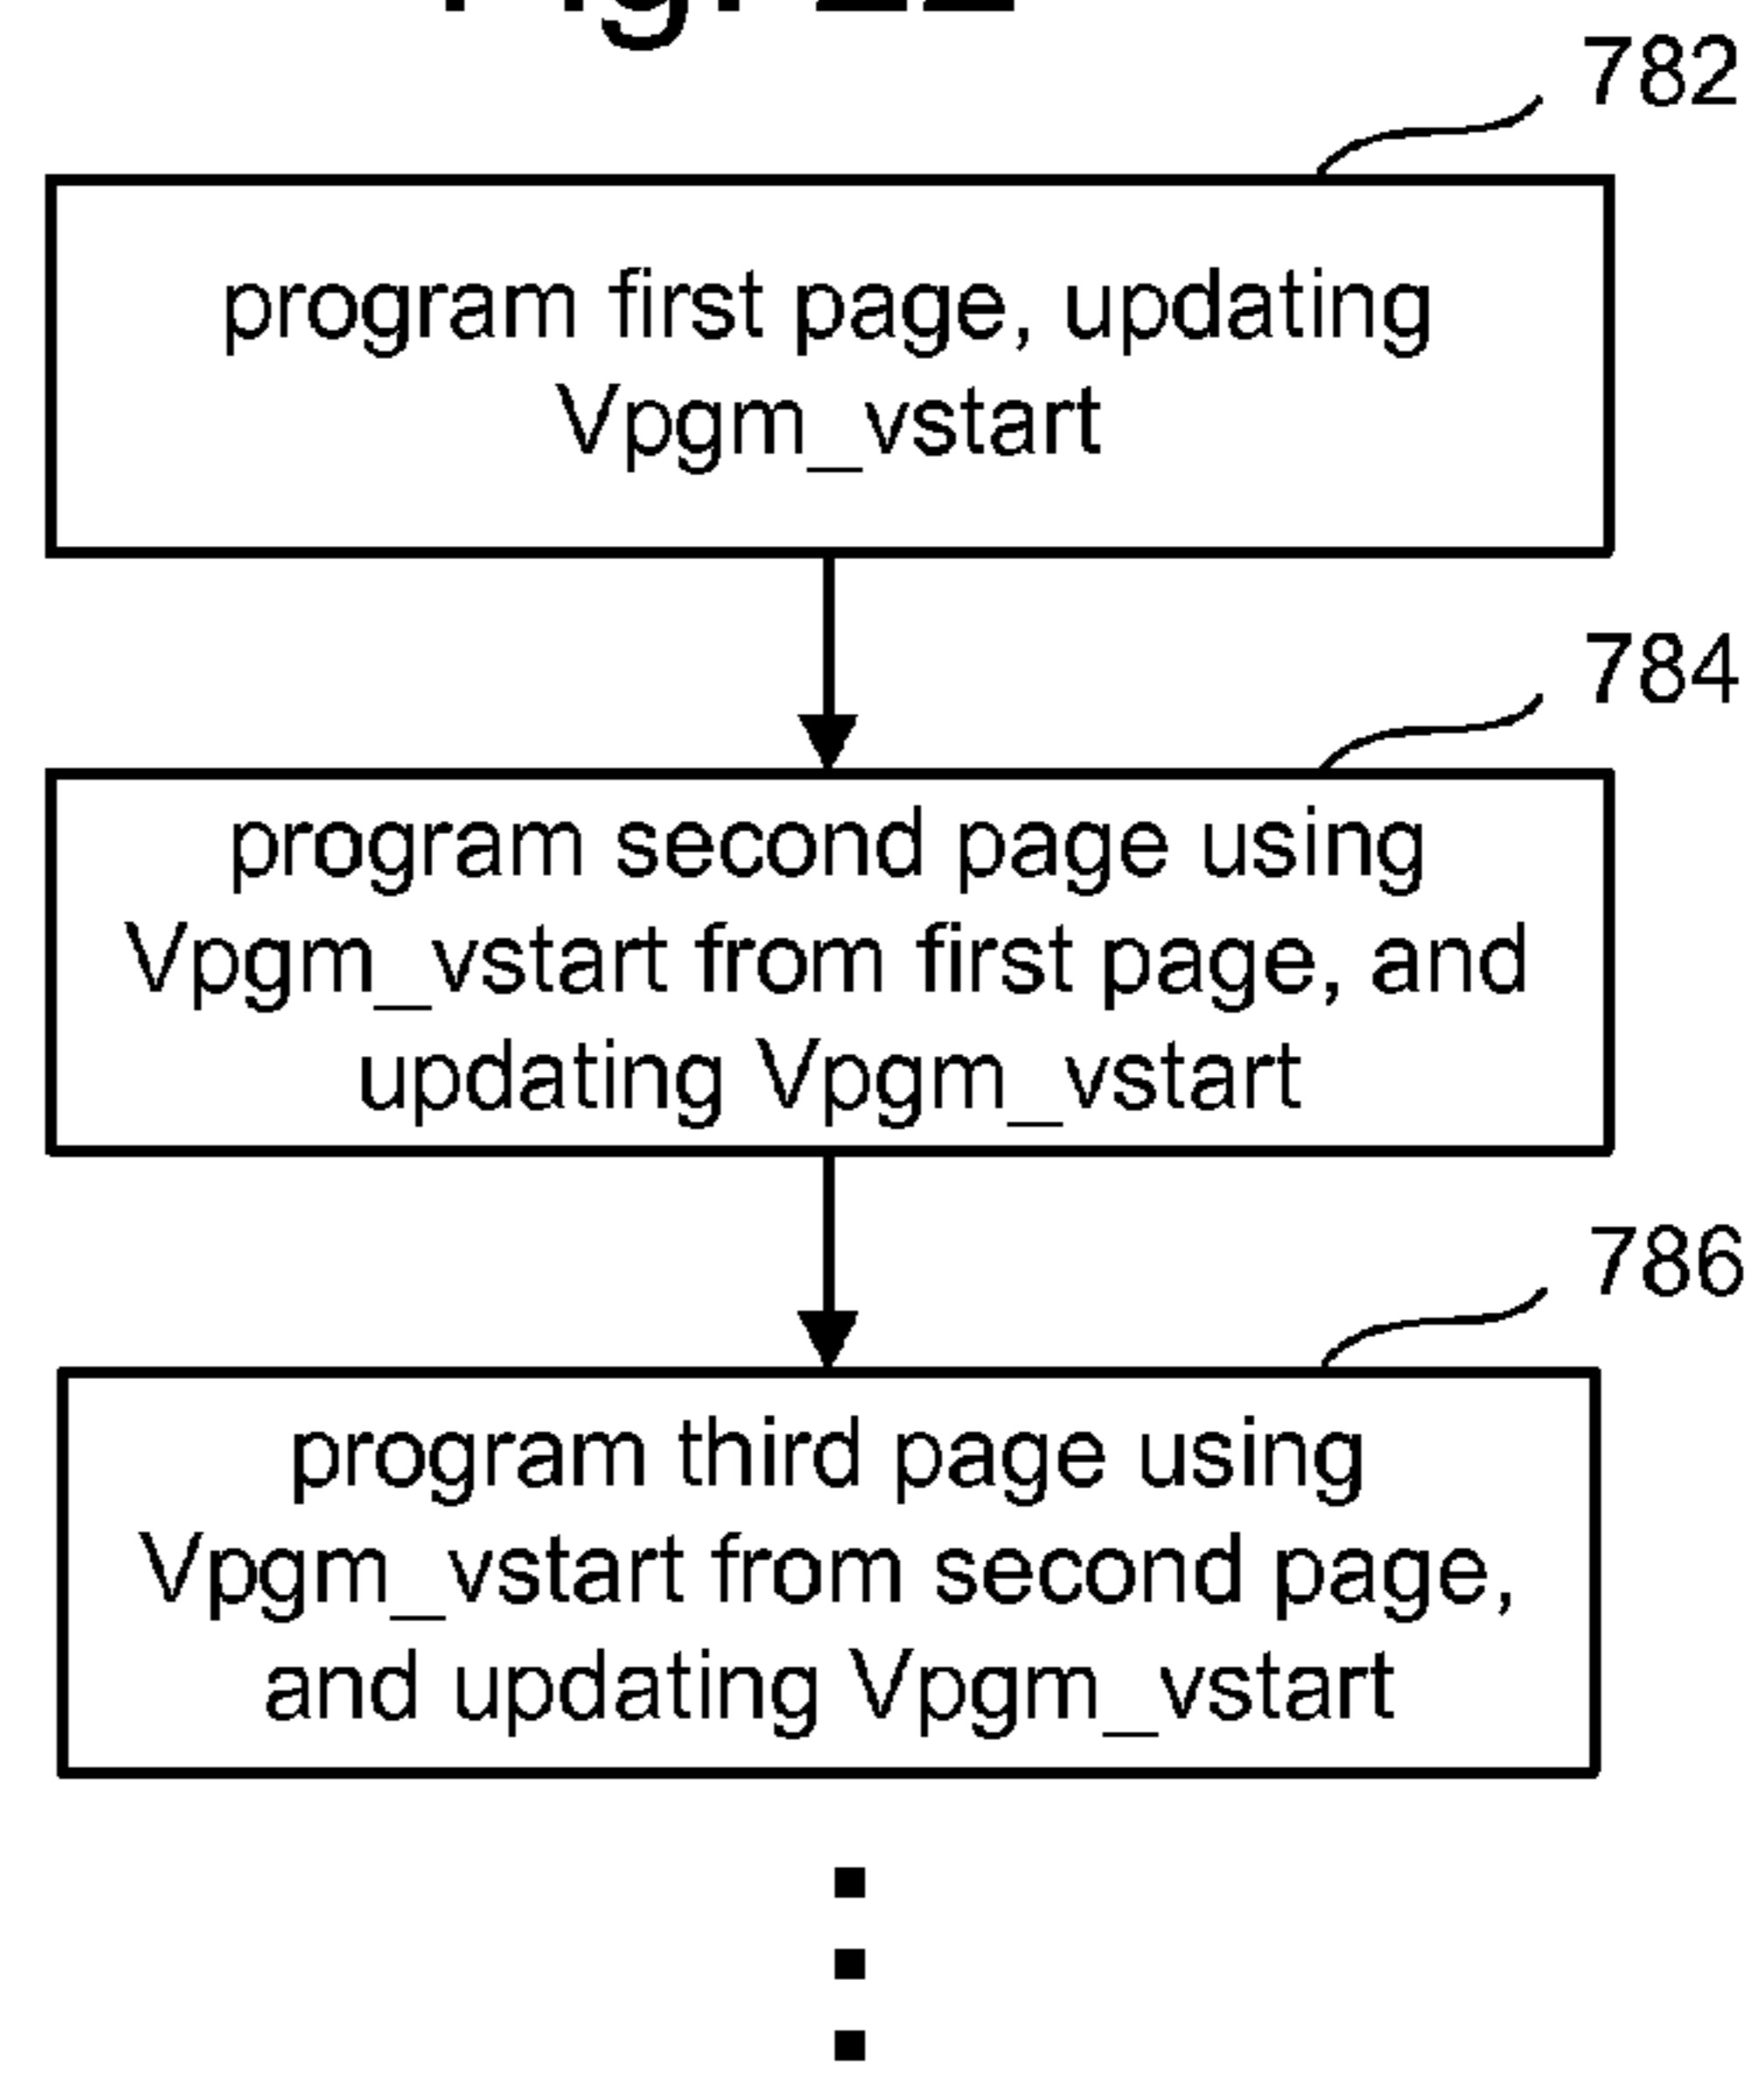 782
program first page, updating
Vpgm_vstart
784
program second page using
Vpgm_vstart from first page, and
updating Vpgm_vstart
786
program third page using
Vpgm_vstart from second page,
and updating Vpgm_vstart